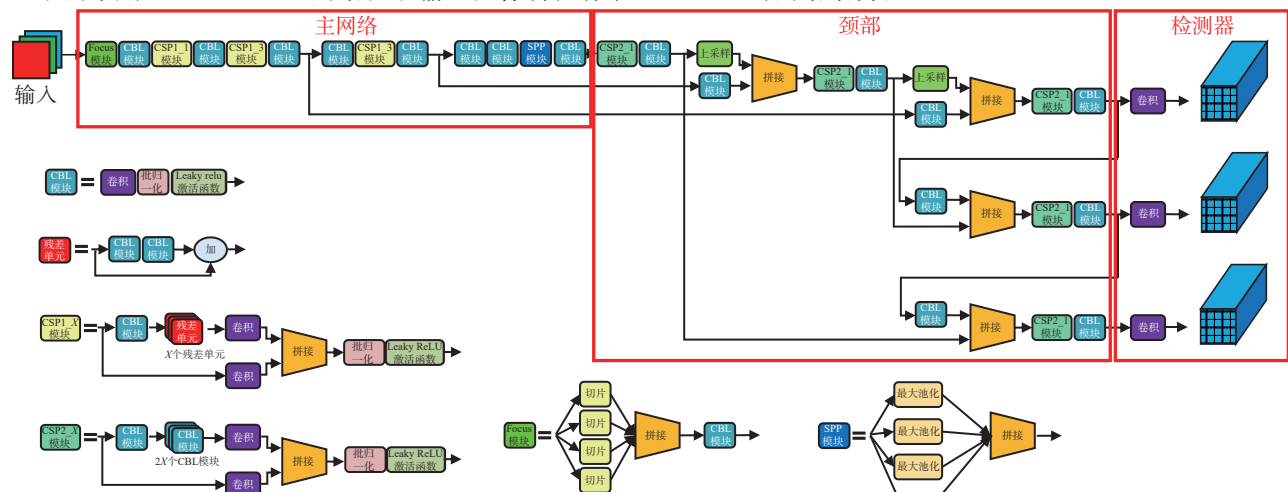 主网络
颈部
检测器
输入
Focus
模块
CBL
模块
CSP1_1
模块
CBL
模块
CSP1_3
模块
CBL
模块
CBL
模块
CSP1_3
模块
CBL
模块
CBL
模块
CBL
模块
SPP
模块
CBL
模块
CSP2_1
模块
CBL
模块
上采样
CBL
模块
拼接
CSP2_1
模块
CBL
模块
上采样
CBL
模块
拼接
CSP2_1
模块
CBL
模块
卷积
CBL
模块
拼接
CSP2_1
模块
CBL
模块
卷积
CBL
模块
拼接
CSP2_1
模块
CBL
模块
卷积
CBL
模块
=
卷积
批归
一化
Leaky relu
激活函数
残差
单元
=
CBL
模块
CBL
模块
加
CSP1_X
模块
=
CBL
模块
残差
单元
X个残差单元
卷积
卷积
拼接
批归
一化
Leaky ReLU
激活函数
CSP2_X
模块
=
CBL
模块
CBL
模块
2X个CBL模块
卷积
卷积
拼接
批归
一化
Leaky ReLU
激活函数
Focus
模块
=
切片
切片
切片
切片
拼接
CBL
模块
SPP
模块
=
最大池化
最大池化
最大池化
拼接